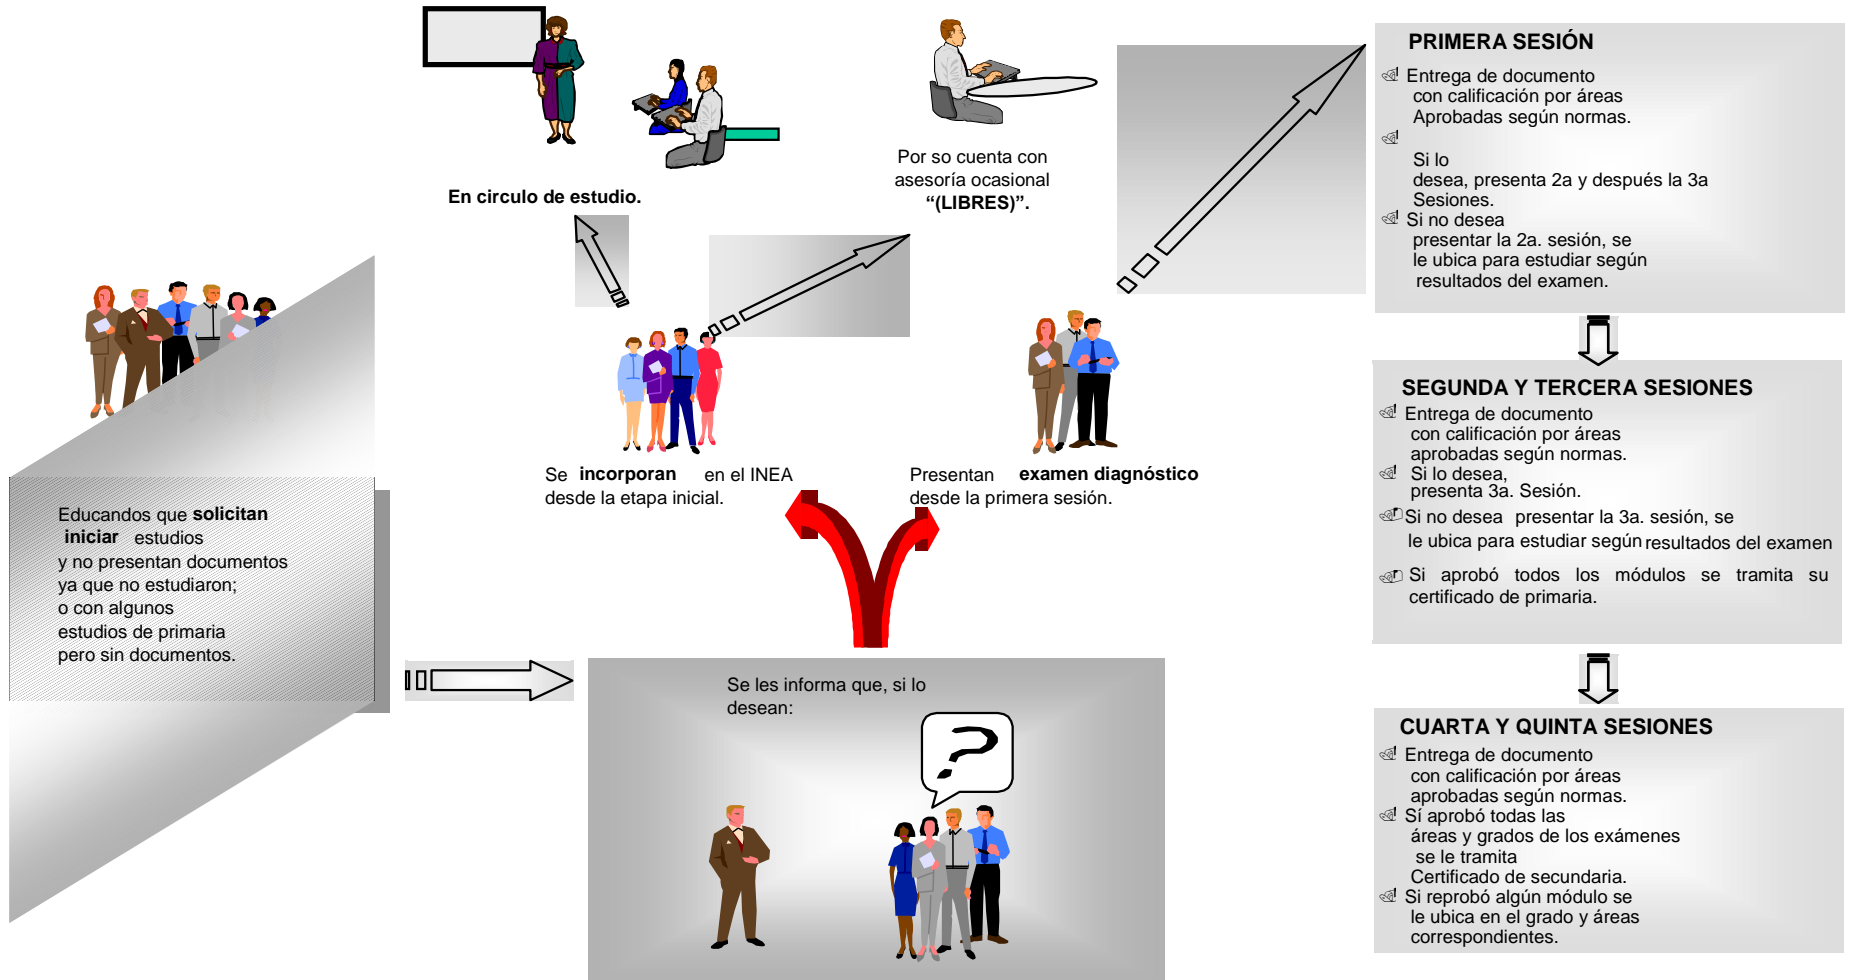 En circulo de estudio.
Por so cuenta con
asesoría ocasional
“(LIBRES)”.
Se incorporan en el INEA
desde la etapa inicial.
Presentan examen diagnóstico
desde la primera sesión.
Educandos que solicitan
iniciar estudios
y no presentan documentos
ya que no estudiaron;
o con algunos
estudios de primaria
pero sin documentos.
Se les informa que, si lo
desean:
?
PRIMERA SESIÓN
Entrega de documento
con calificación por áreas
Aprobadas según normas.
Si lo
desea, presenta 2a y después la 3a
Sesiones.
Si no desea
presentar la 2a. sesión, se
le ubica para estudiar según
resultados del examen.
SEGUNDA Y TERCERA SESIONES
Entrega de documento
con calificación por áreas
aprobadas según normas.
Si lo desea,
presenta 3a. Sesión.
Si no desea presentar la 3a. sesión, se
le ubica para estudiar según resultados del examen
Si aprobó todos los módulos se tramita su
certificado de primaria.
CUARTA Y QUINTA SESIONES
Entrega de documento
con calificación por áreas
aprobadas según normas.
Sí aprobó todas las
áreas y grados de los exámenes
se le tramita
Certificado de secundaria.
Si reprobó algún módulo se
le ubica en el grado y áreas
correspondientes.